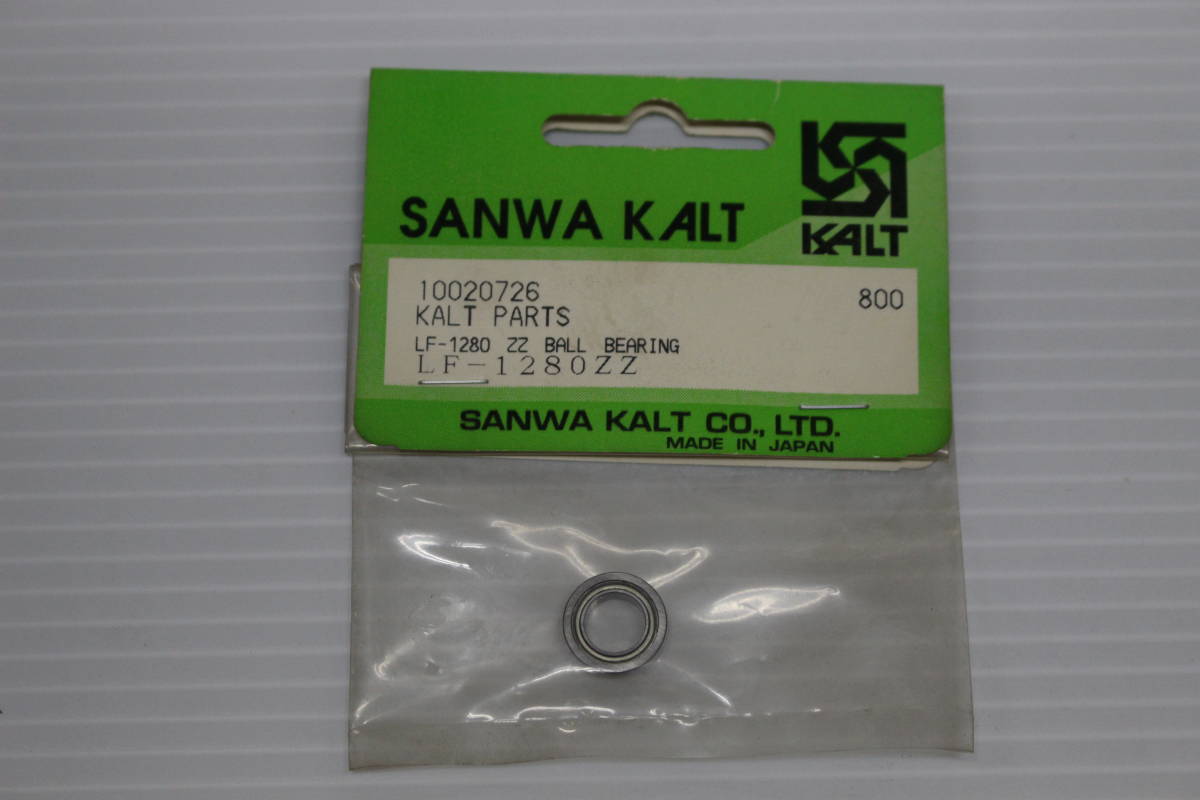 SANWA KALT
KALT
10020726
800
KALT PARTS
LF-1280 ZZ BALL BEARING
LF-1280ZZ
SANWA KALT CO., LTD.
MADE IN JAPAN